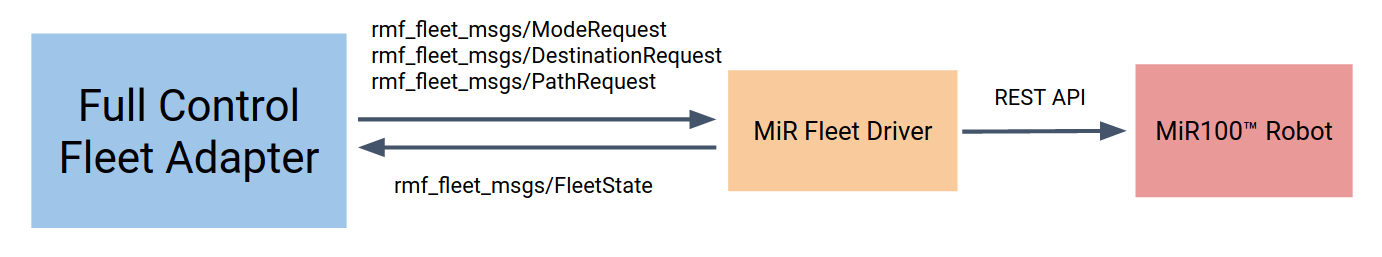 rmf_fleet_msgs/ModeRequest
rmf_fleet_msgs/DestinationRequest
rmf_fleet_msgs/PathRequest
Full Control
Fleet Adapter
MiR Fleet Driver
REST API
MiR100™ Robot
rmf_fleet_msgs/FleetState